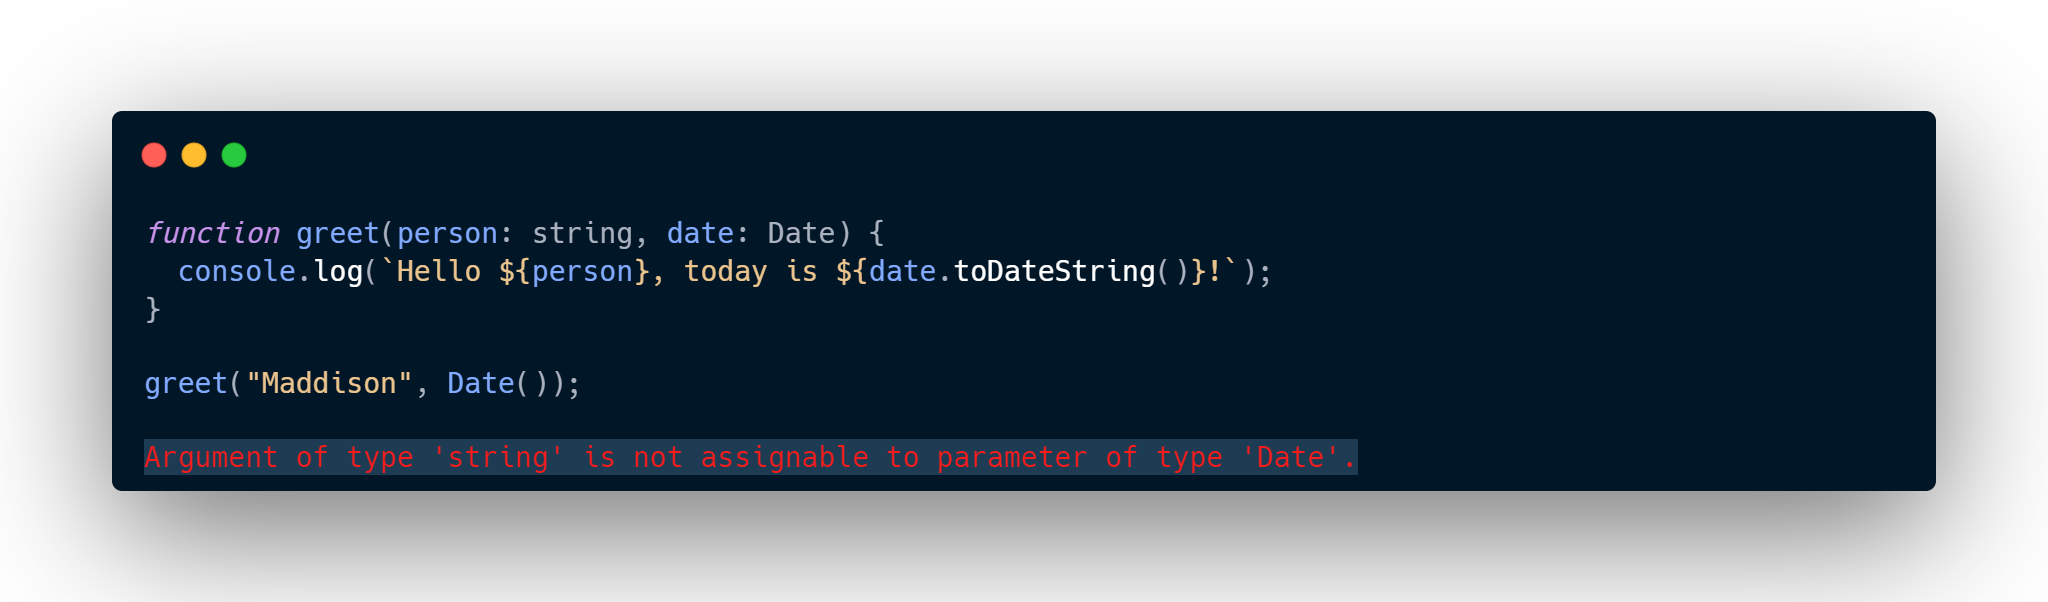 function greet(person: string, date: Date) {
  console.log(`Hello ${person}, today is ${date.toDateString()}!`);
}
greet("Maddison", Date());
Argument of type 'string' is not assignable to parameter of type 'Date'.